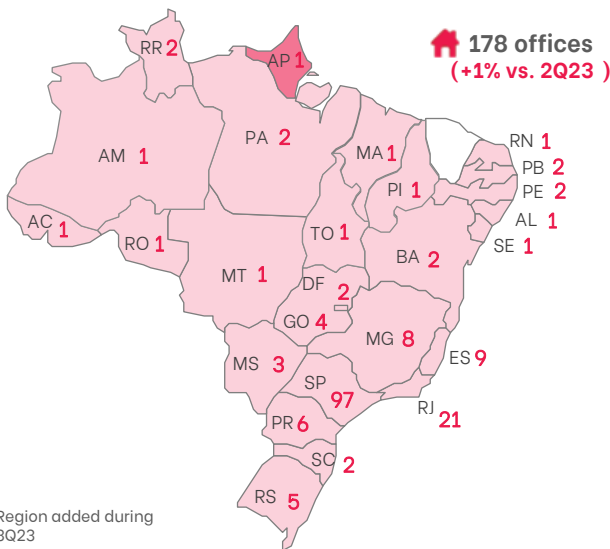 178 offices
(+1% vs. 2Q23 )
RR 2
AP 1
AM 1
PA 2
MA 1
PI 1
RN 1
PB 2
PE 2
AL 1
SE 1
AC 1
RO 1
TO 1
BA 2
MT 1
DF 2
GO 4
MG 8
ES 9
MS 3
SP 97
RJ 21
PR 6
SC 2
RS 5
Region added during
3Q23